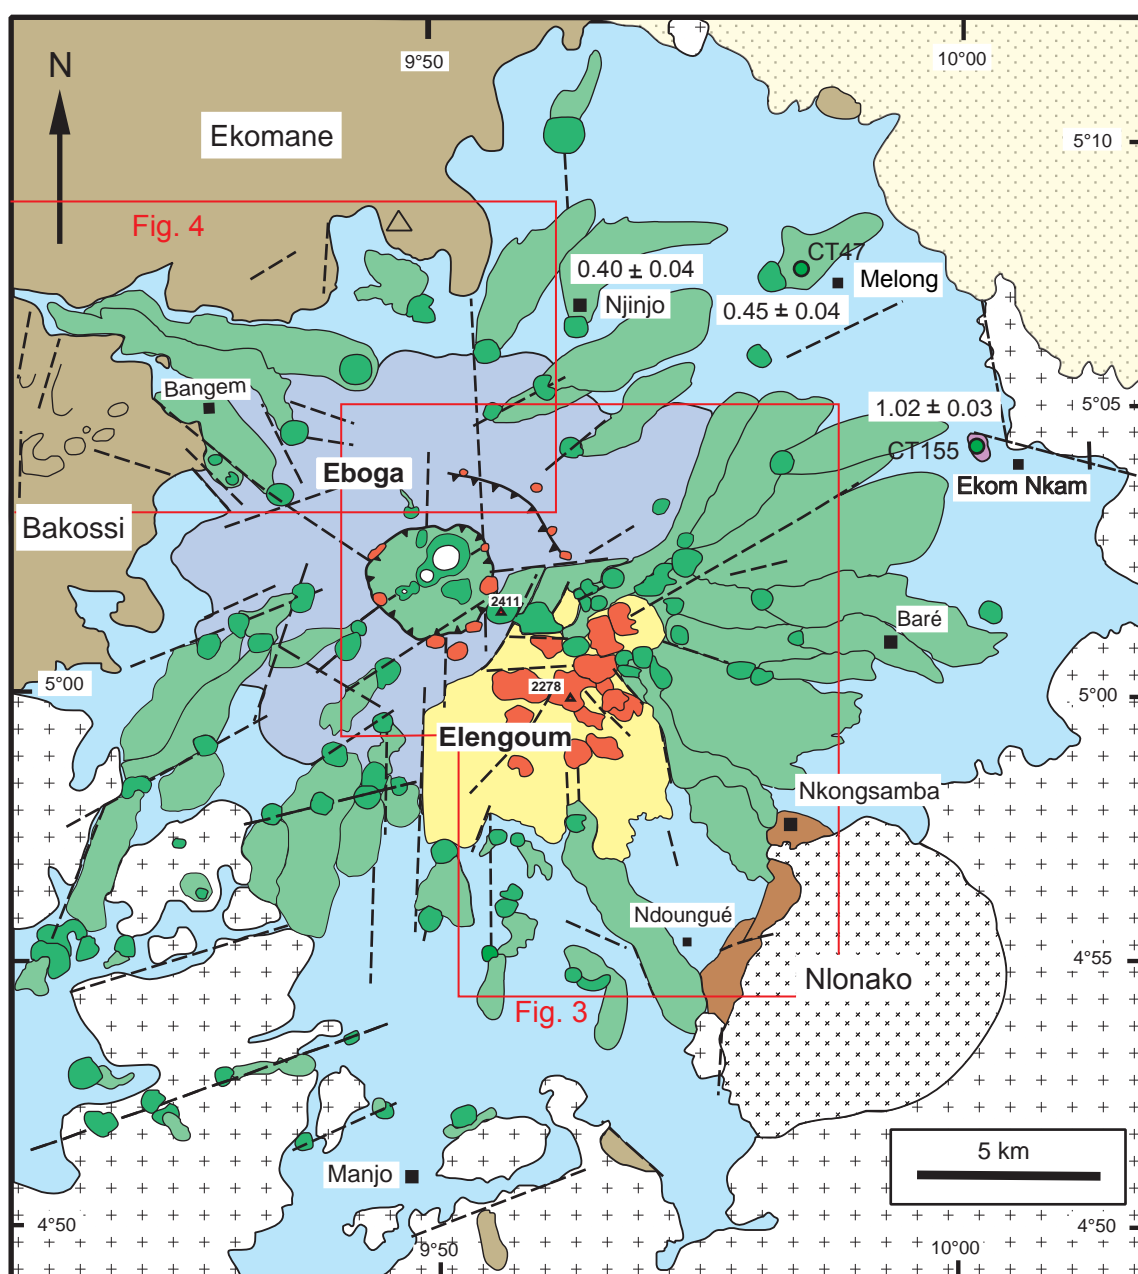 9°50
10°00
N
Ekomane
5°10
Fig. 4
CT47
0.40 ± 0.04
Melong
Njinjo
0.45 ± 0.04
Bangem
1.02 ± 0.03
5°05
CT155
Eboga
Ekom Nkam
Bakossi
2411
Baré
5°00
2278
5°00
Elengoum
Nkongsamba
Ndoungué
4°55
Nlonako
Fig. 3
5 km
Manjo
4°50
4°50
9°50
10°00